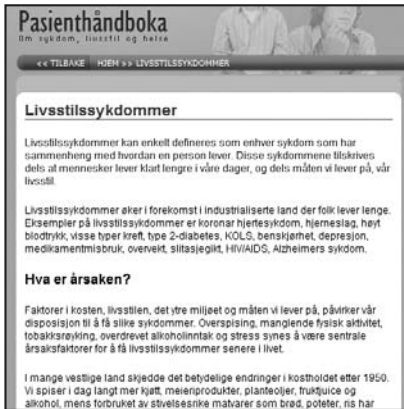 Pasienthåndboka
Om sykdom, livsstil og helse
<< TILBAKE HJEM >> LIVSSTILSSYKDOMMER
Livsstilssykdommer
Livsstilssykdommer kan enkelt defineres som enhver sykdom som har
sammenheng med hvordan en person lever. Disse sykdommene tilskrives
dels at mennesker lever klart lengre i våre dager, og dels måten vi lever på, vår
livsstil.
Livsstilssykdommer øker i forekomst i industrialiserte land der folk lever lenge.
Eksempler på livsstilssykdommer er koronar hjertesykdom, hjerneslag, høyt
blodtrykk, visse typer kreft, type 2-diabetes, KOLS, benskjørhet, depresjon,
medikamentmisbruk, overvekt, slitasjegikt, HIV/AIDS, Alzheimers sykdom.
Hva er årsaken?
Faktorer i kosten, livsstilen, det ytre miljøet og måten vi lever på, påvirker vår
disposisjon til å få slike sykdommer. Overspising, manglende fysisk aktivitet,
tobakksrøyking, overdrevet alkoholinntak og stress synes å være sentrale
årsaksfaktorer for å få livsstilssykdommer senere i livet.
I mange vestlige land skjedde det betydelige endringer i kostholdet etter 1950.
Vi spiser i dag langt mer kjøtt, meieriprodukter, planteoljer, fruktjuice og
alkohol, mens forbruket av stivelsesrike matvarer som brød, poteter, ris har